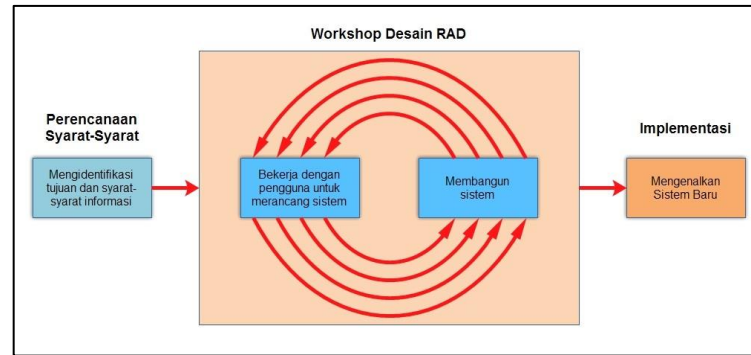 Workshop Desain RAD
Perencanaan
Syarat-Syarat
Mengidentifikasi
tujuan dan syarat-
syarat informasi
Bekerja dengan
pengguna untuk
merancang sistem
Membangun
sistem
Implementasi
Mengenalkan
Sistem Baru